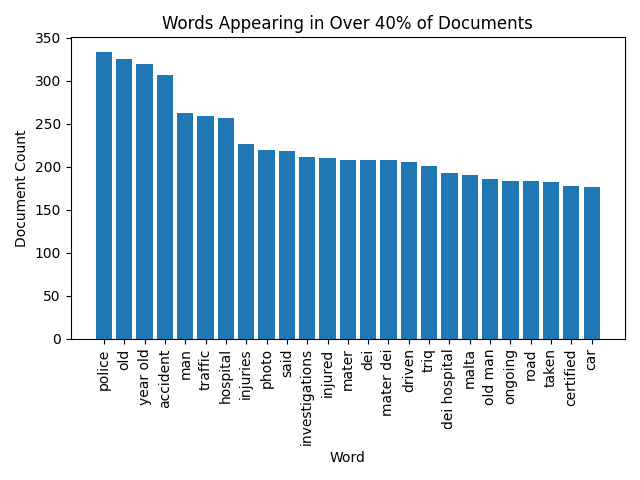 Words Appearing in Over 40% of Documents
Document Count
350
300
250
200
150
100
50
0
police
old
year old
accident
man
traffic
hospital
injuries
photo
said
investigations
injured
mater
dei
mater dei
driven
triq
dei hospital
malta
old man
ongoing
road
taken
certified
car
Word